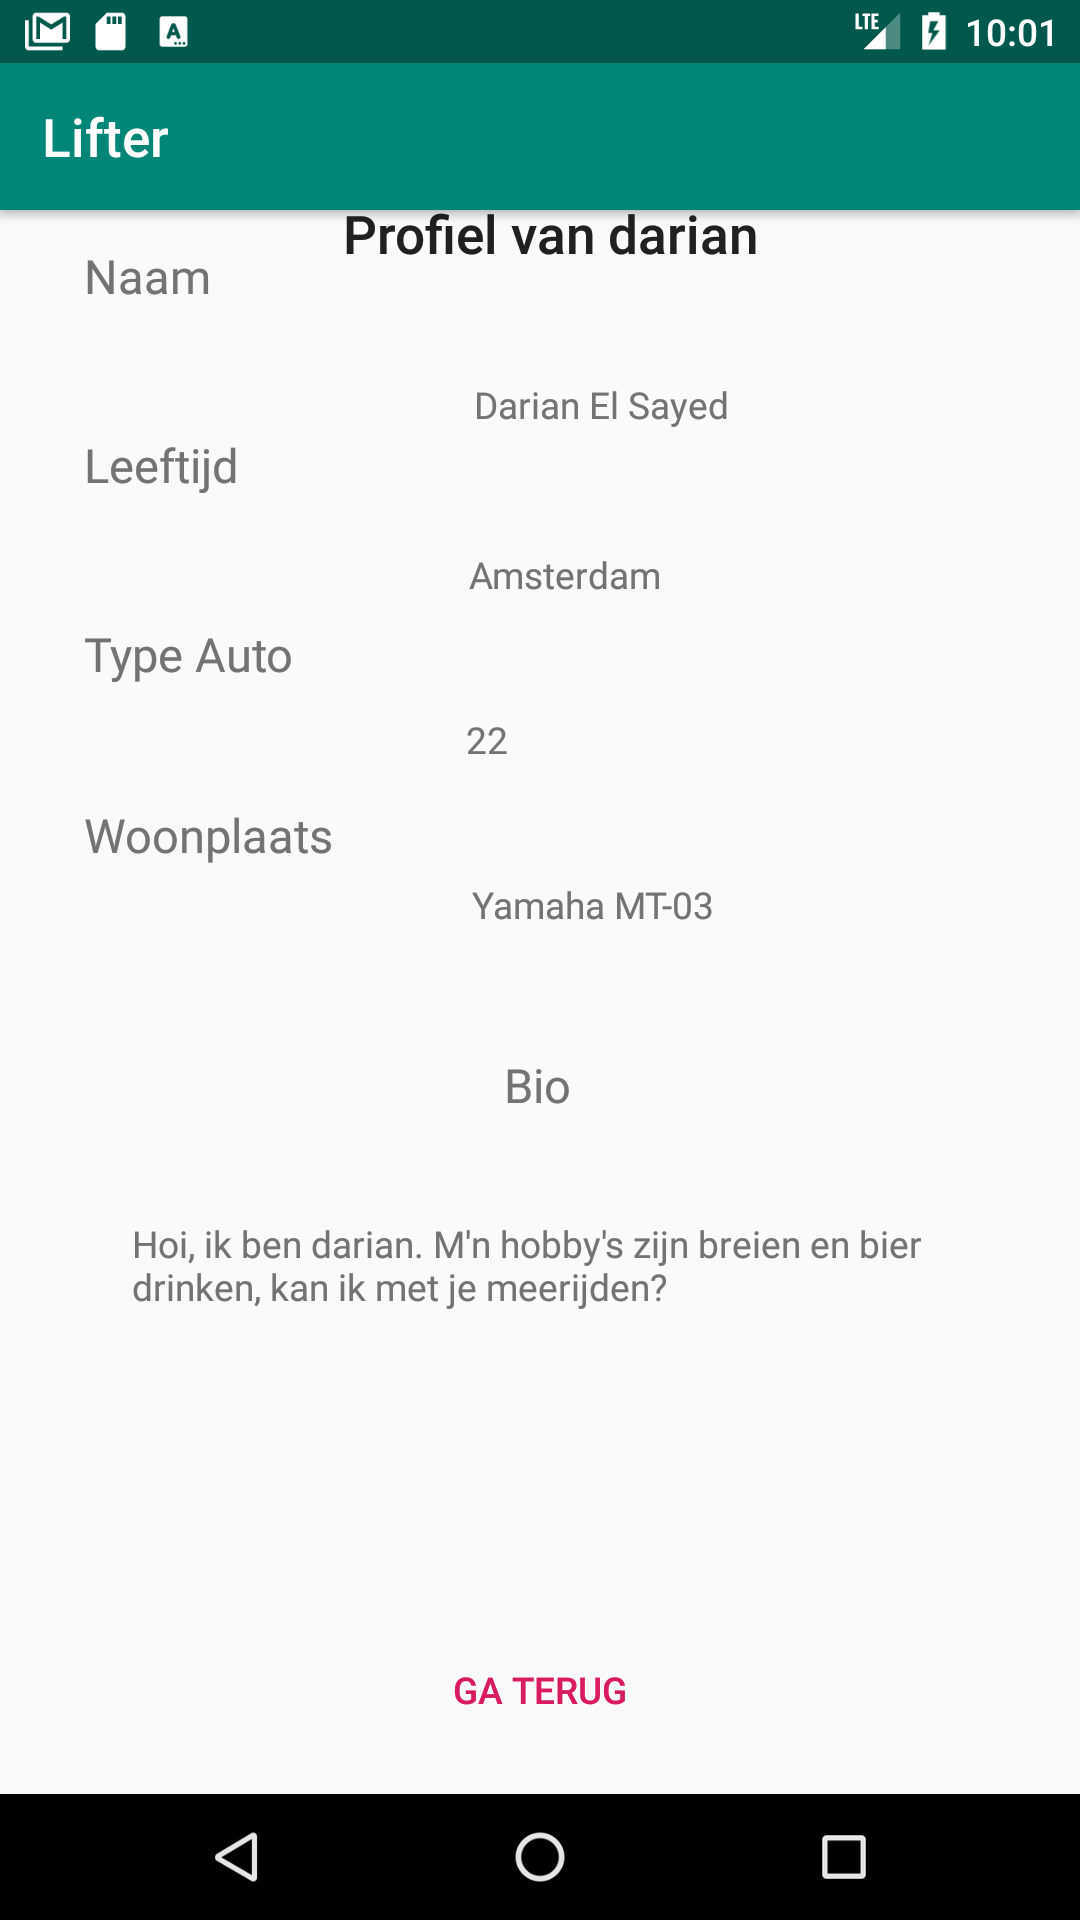 LTE 10:01
Lifter
Profiel van darian
Naam
Darian El Sayed
Leeftijd
Amsterdam
Type Auto
22
Woonplaats
Yamaha MT-03
Bio
Hoi, ik ben darian. M'n hobby's zijn breien en bier
drinken, kan ik met je meerijden?
GA TERUG